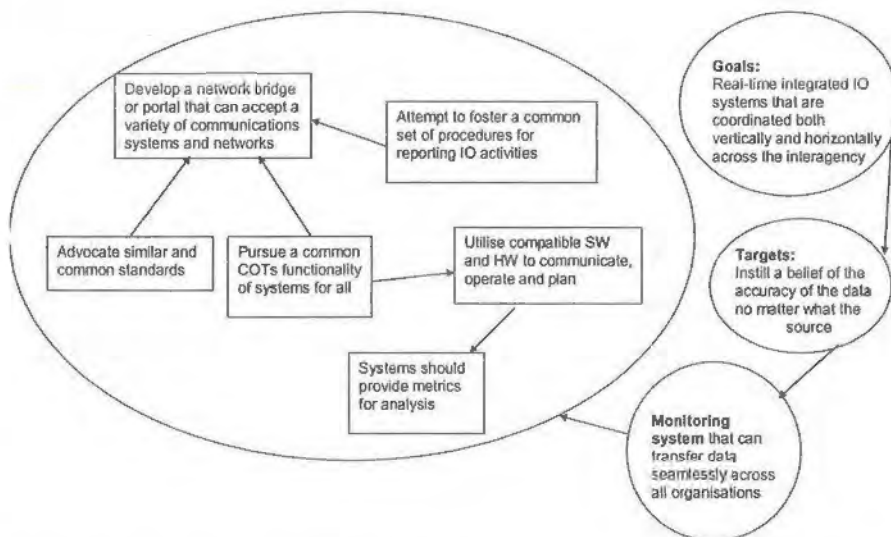 Develop a network bridge
or portal that can accept a
variety of communications
systems and networks
Attempt to foster a common
set of procedures for
reporting IO activities
Advocate similar and
common standards
Pursue a common
COTs functionality
of systems for all
Utilise compatible SW
and HW to communicate,
operate and plan
Systems should
provide metrics
for analysis
Goals:
Real-time integrated IO
systems that are
coordinated both
vertically and horizontally
across the interagency
Targets:
Instill a belief of the
accuracy of the data
no matter what the
source
Monitoring
system that can
transfer data
seamlessly across
all organisations